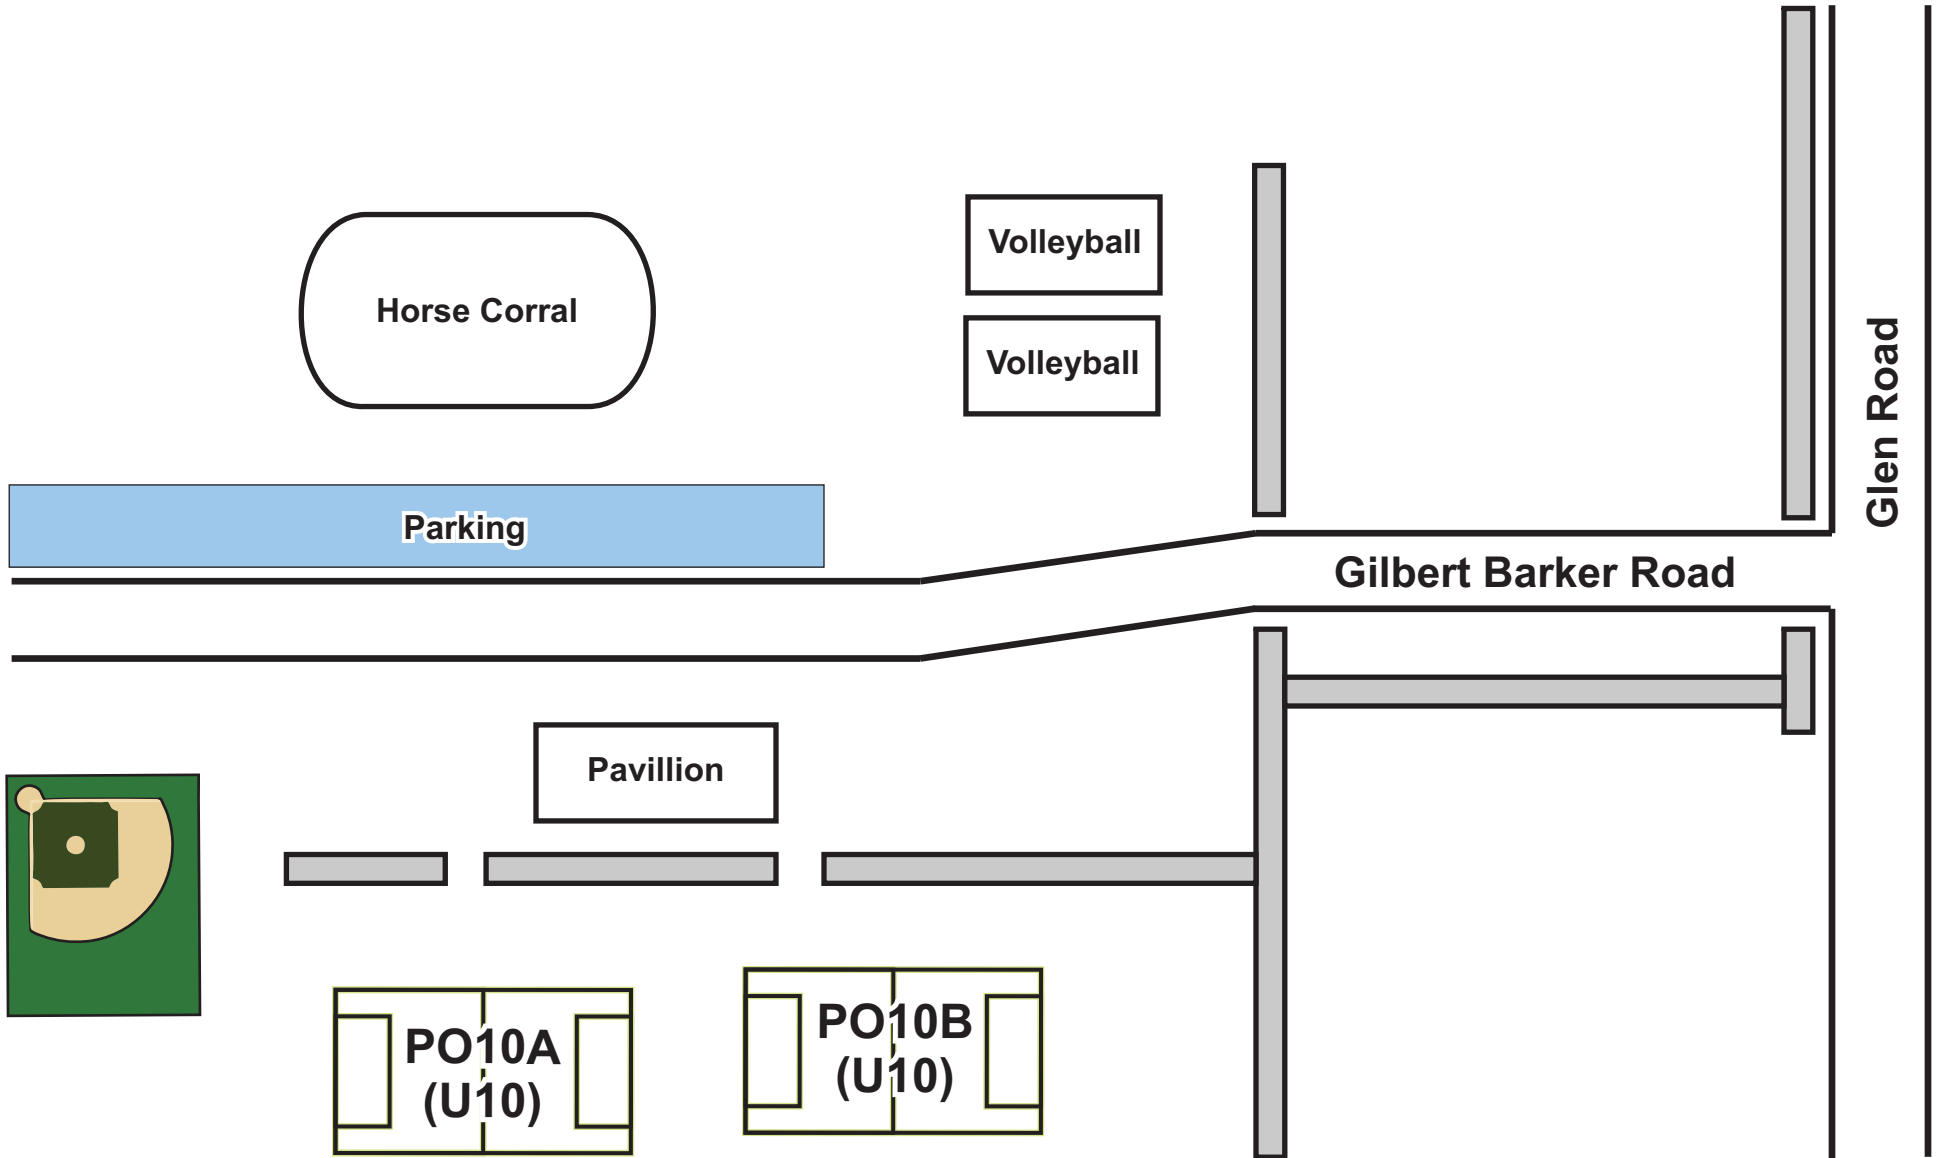 Volleyball
Horse Corral
Volleyball
Glen Road
Parking
Gilbert Barker Road
Pavillion
PO10A
(U10)
PO10B
(U10)